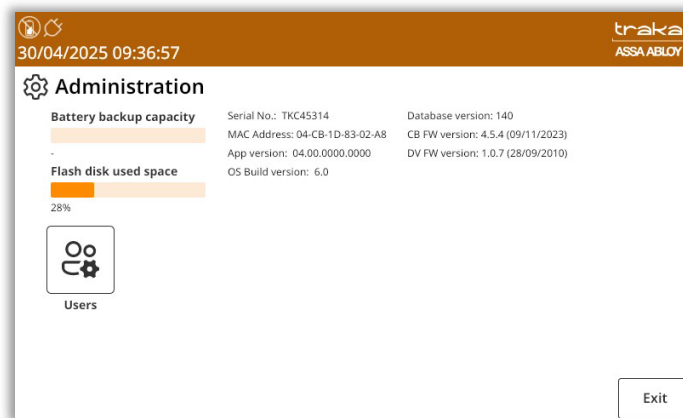 30/04/2025 09:36:57
traka
ASSA ABLOY
Administration
Battery backup capacity
-
Flash disk used space
28%
Serial No.: TKC45314
MAC Address: 04-CB-1D-83-02-A8
App version: 04.00.0000.0000
OS Build version: 6.0
Database version: 140
CB FW version: 4.5.4 (09/11/2023)
DV FW version: 1.0.7 (28/09/2010)
Users
Exit